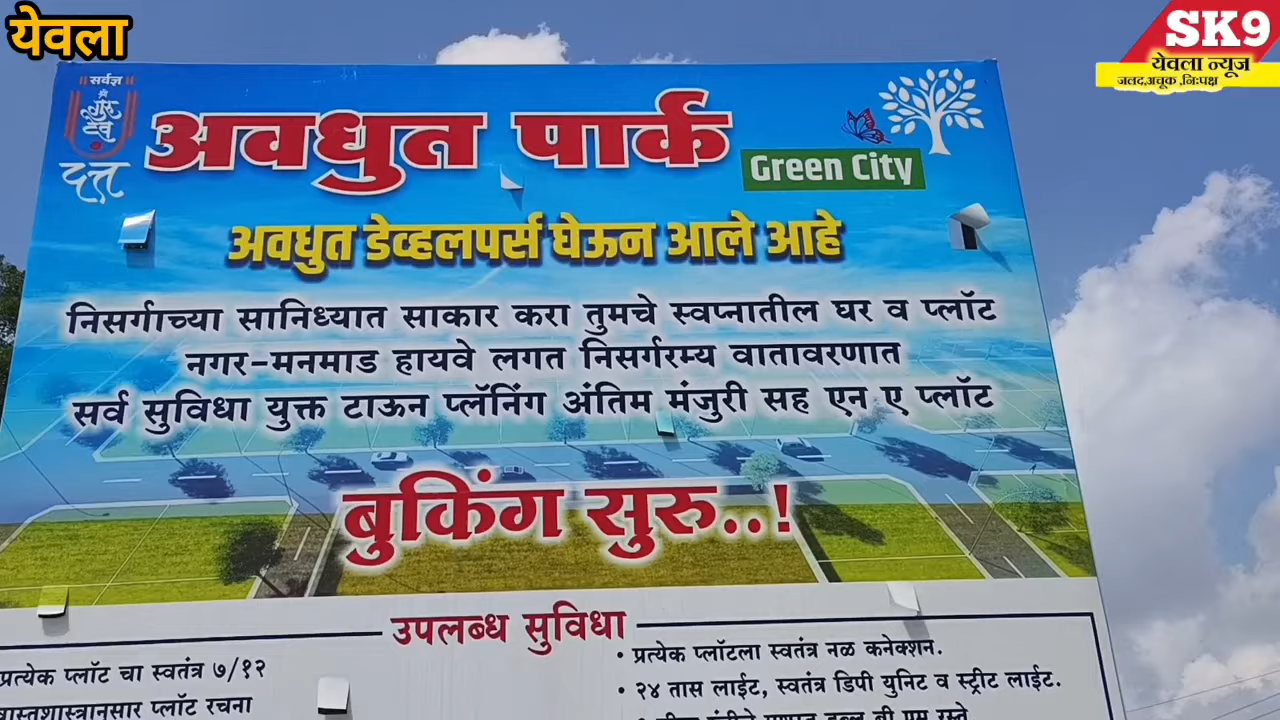 येवला
SK9
येवला न्यूज
जलद,अचूक ,निःपक्ष
सर्वज्ञ
गुरु
देव
दत्त
अवधुत पार्क
Green City
अवधुत डेव्हलपर्स घेऊन आले आहे
निसर्गाच्या सानिध्यात साकार करा तुमचे स्वप्नातील घर व प्लॉट
नगर-मनमाड हायवे लगत निसर्गरम्य वातावरणात
सर्व सुविधा युक्त टाऊन प्लॅनिंग अंतिम मंजुरी सह एन ए प्लॉट
बुकिंग सुरु..!
उपलब्ध सुविधा
प्रत्येक प्लॉट चा स्वतंत्र ७/१२
वास्तुशास्त्रानुसार प्लॉट रचना
• प्रत्येक प्लॉटला स्वतंत्र नळ कनेक्शन.
• २४ तास लाईट, स्वतंत्र डिपी युनिट व स्ट्रीट लाईट.